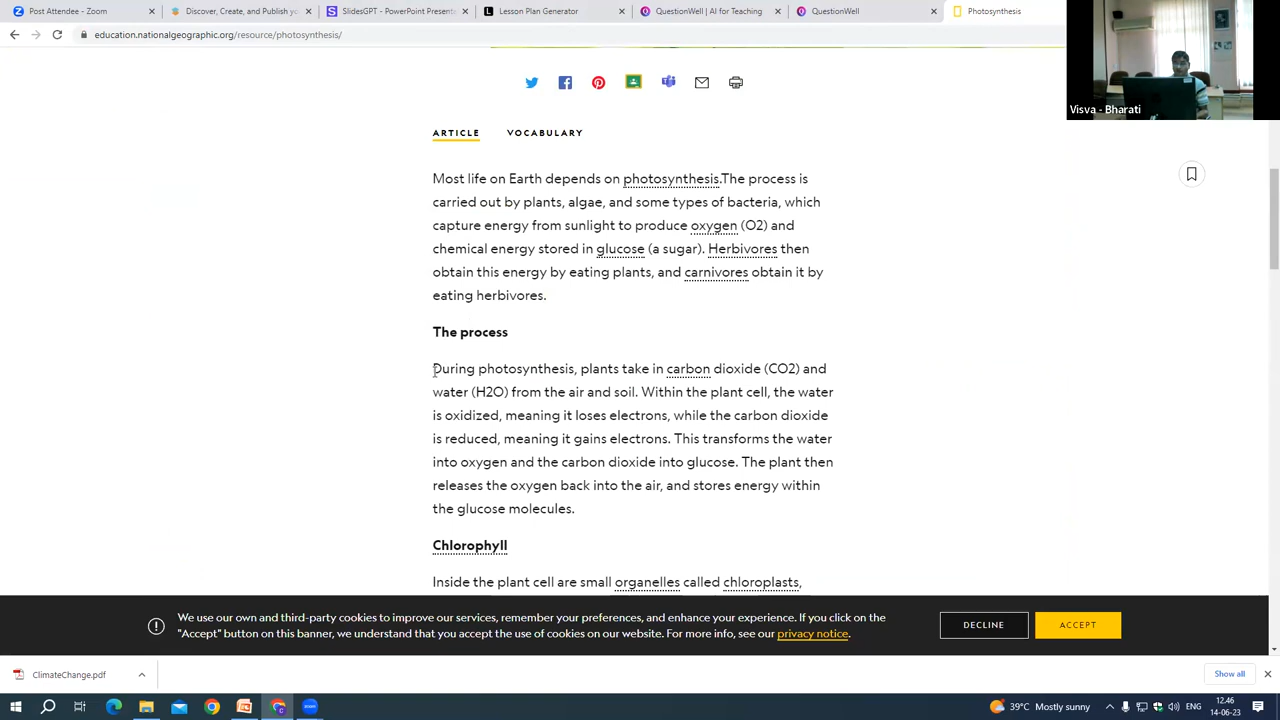 Post Attendee - Zoom
Discover, Create, and Publish yo
SlidesGPT - PowerPoint Present
Lesson Plan Generator
QuestionWell | AI for Teaching
QuestionWell
Photosynthesis
education.nationalgeographic.org/resource/photosynthesis/
Visva - Bharati
ARTICLE
VOCABULARY
Most life on Earth depends on photosynthesis.The process is
carried out by plants, algae, and some types of bacteria, which
capture energy from sunlight to produce oxygen (O2) and
chemical energy stored in glucose (a sugar). Herbivores then
obtain this energy by eating plants, and carnivores obtain it by
eating herbivores.
The process
During photosynthesis, plants take in carbon dioxide (CO2) and
water (H2O) from the air and soil. Within the plant cell, the water
is oxidized, meaning it loses electrons, while the carbon dioxide
is reduced, meaning it gains electrons. This transforms the water
into oxygen and the carbon dioxide into glucose. The plant then
releases the oxygen back into the air, and stores energy within
the glucose molecules.
Chlorophyll
Inside the plant cell are small organelles called chloroplasts,
We use our own and third-party cookies to improve our services, remember your preferences, and enhance your experience. If you click on the
"Accept" button on this banner, we understand that you accept the use of cookies on our website. For more info, see our privacy notice.
DECLINE
ACCEPT
ClimateChange.pdf
Show all
39°C Mostly sunny
ENG
12.46
14-06-23